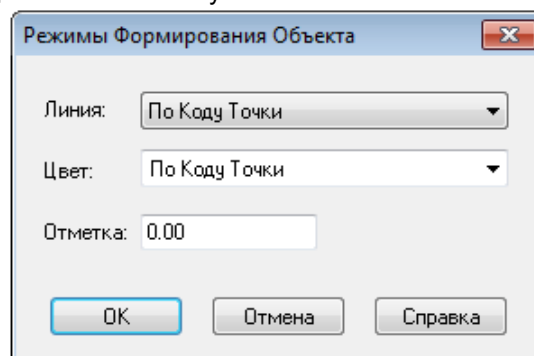 Режимы Формирования Объекта
Линия: По Коду Точки
Цвет: По Коду Точки
Отметка: 0.00
OK Отмена Справка